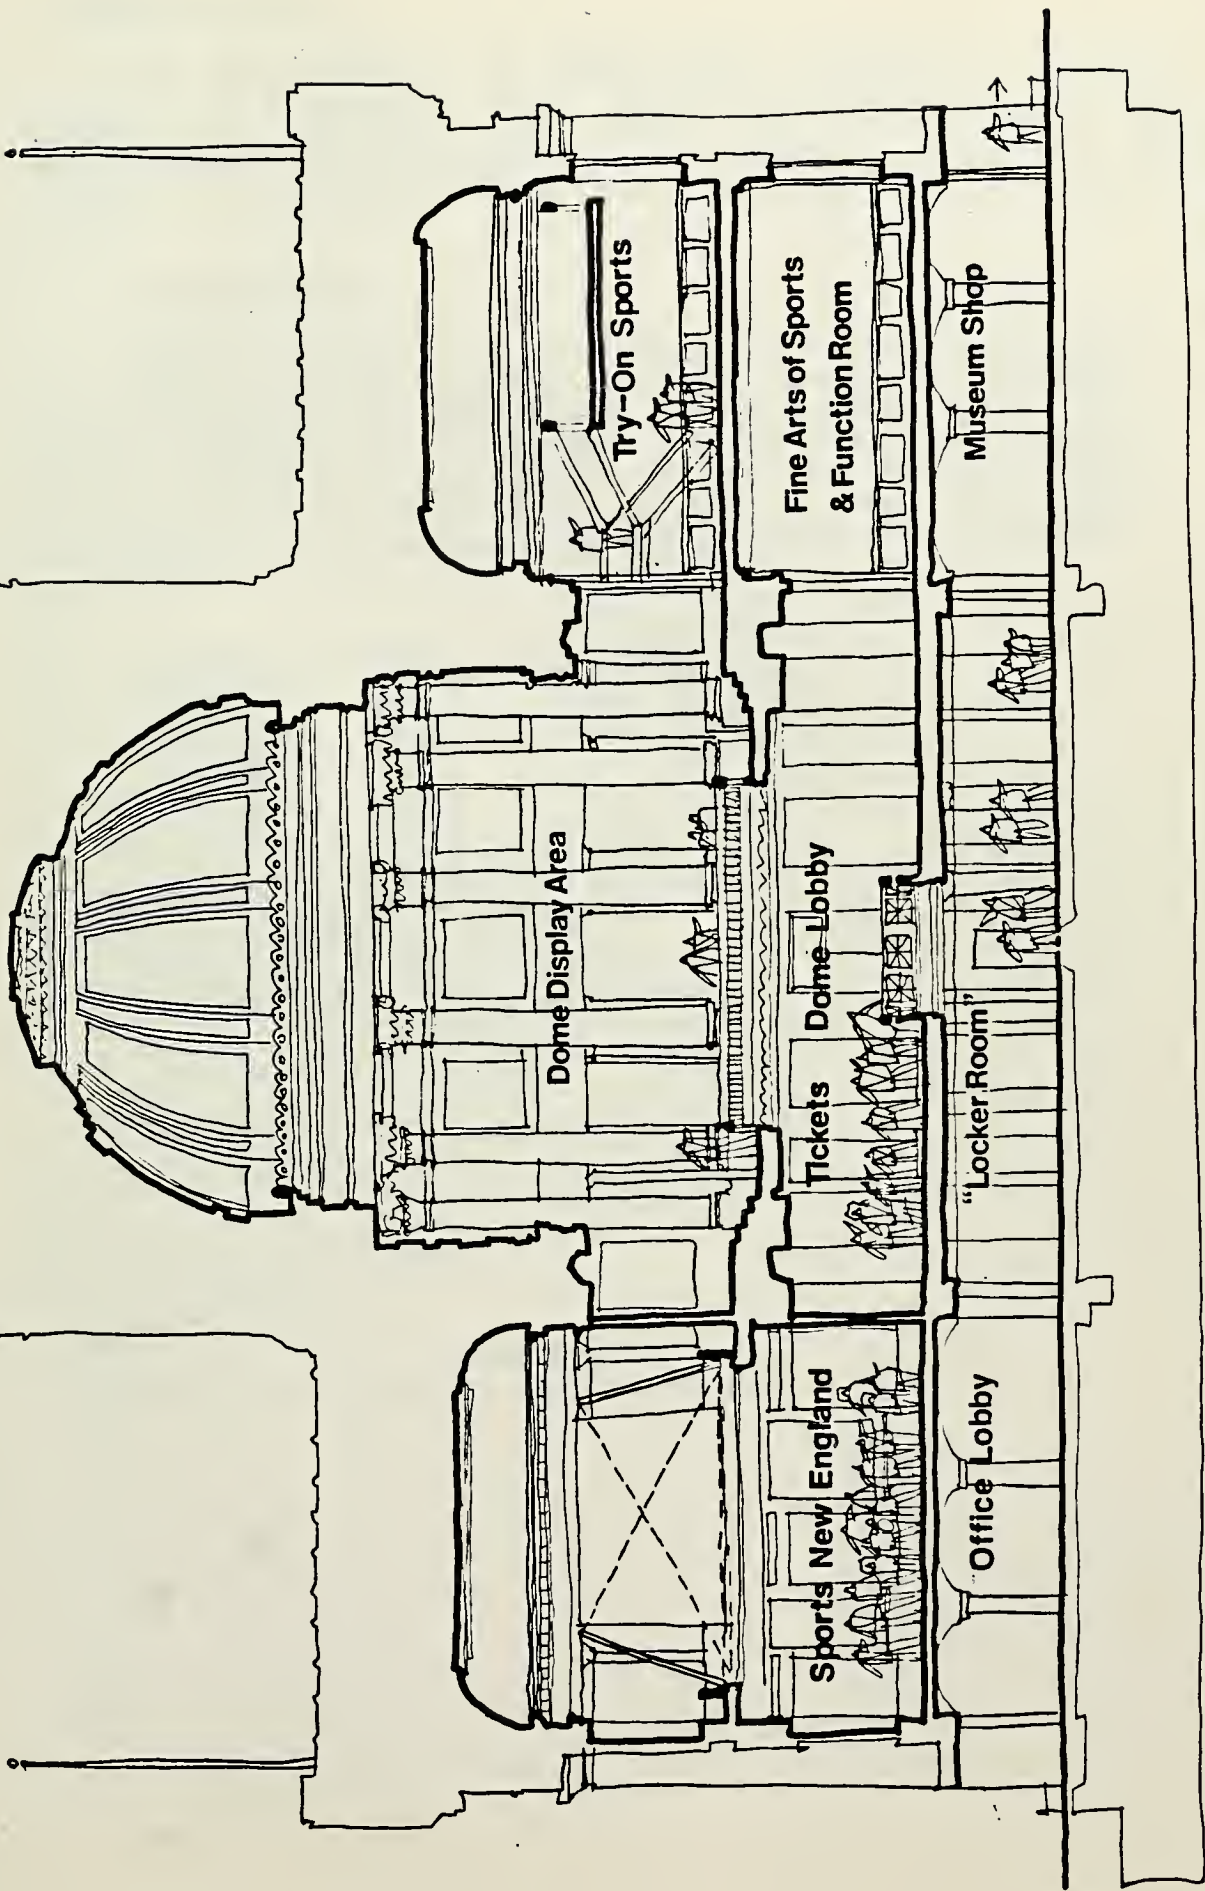 Dome Display Area
Try-On Sports
Sports New England
Tickets
Dome Lobby
Fine Arts of Sports
& Function Room
Office Lobby
"Locker Room"
Museum Shop